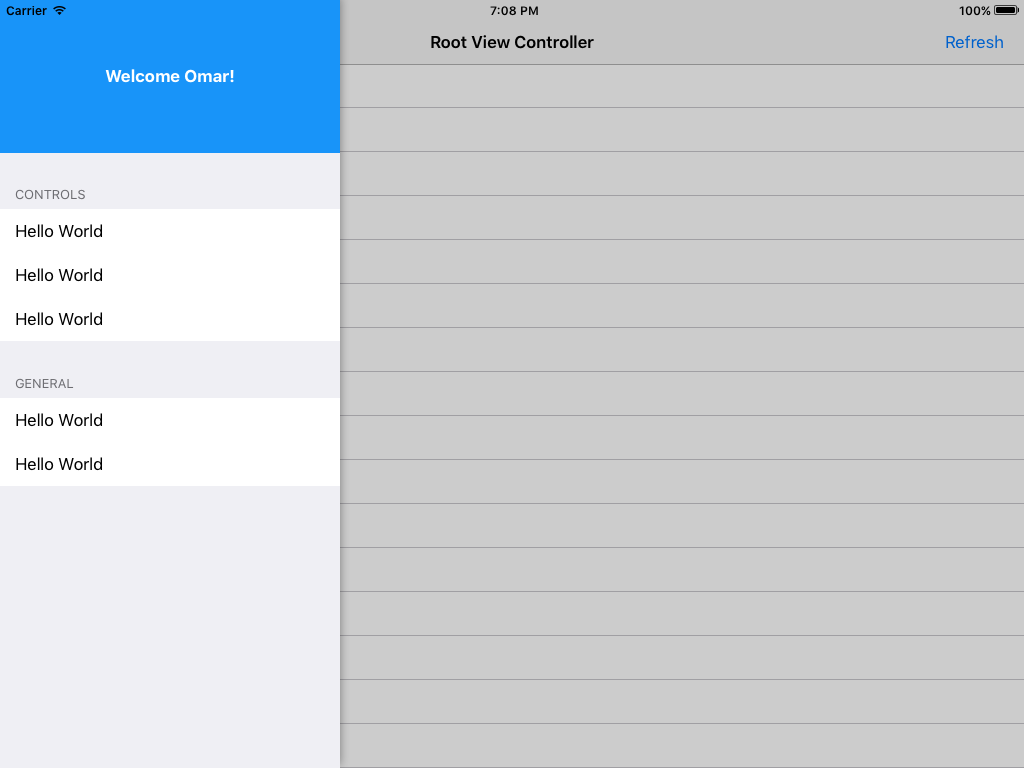 Carrier 7:08 PM 100%
Root View Controller Refresh
Welcome Omar!
CONTROLS
Hello World
Hello World
Hello World
GENERAL
Hello World
Hello World